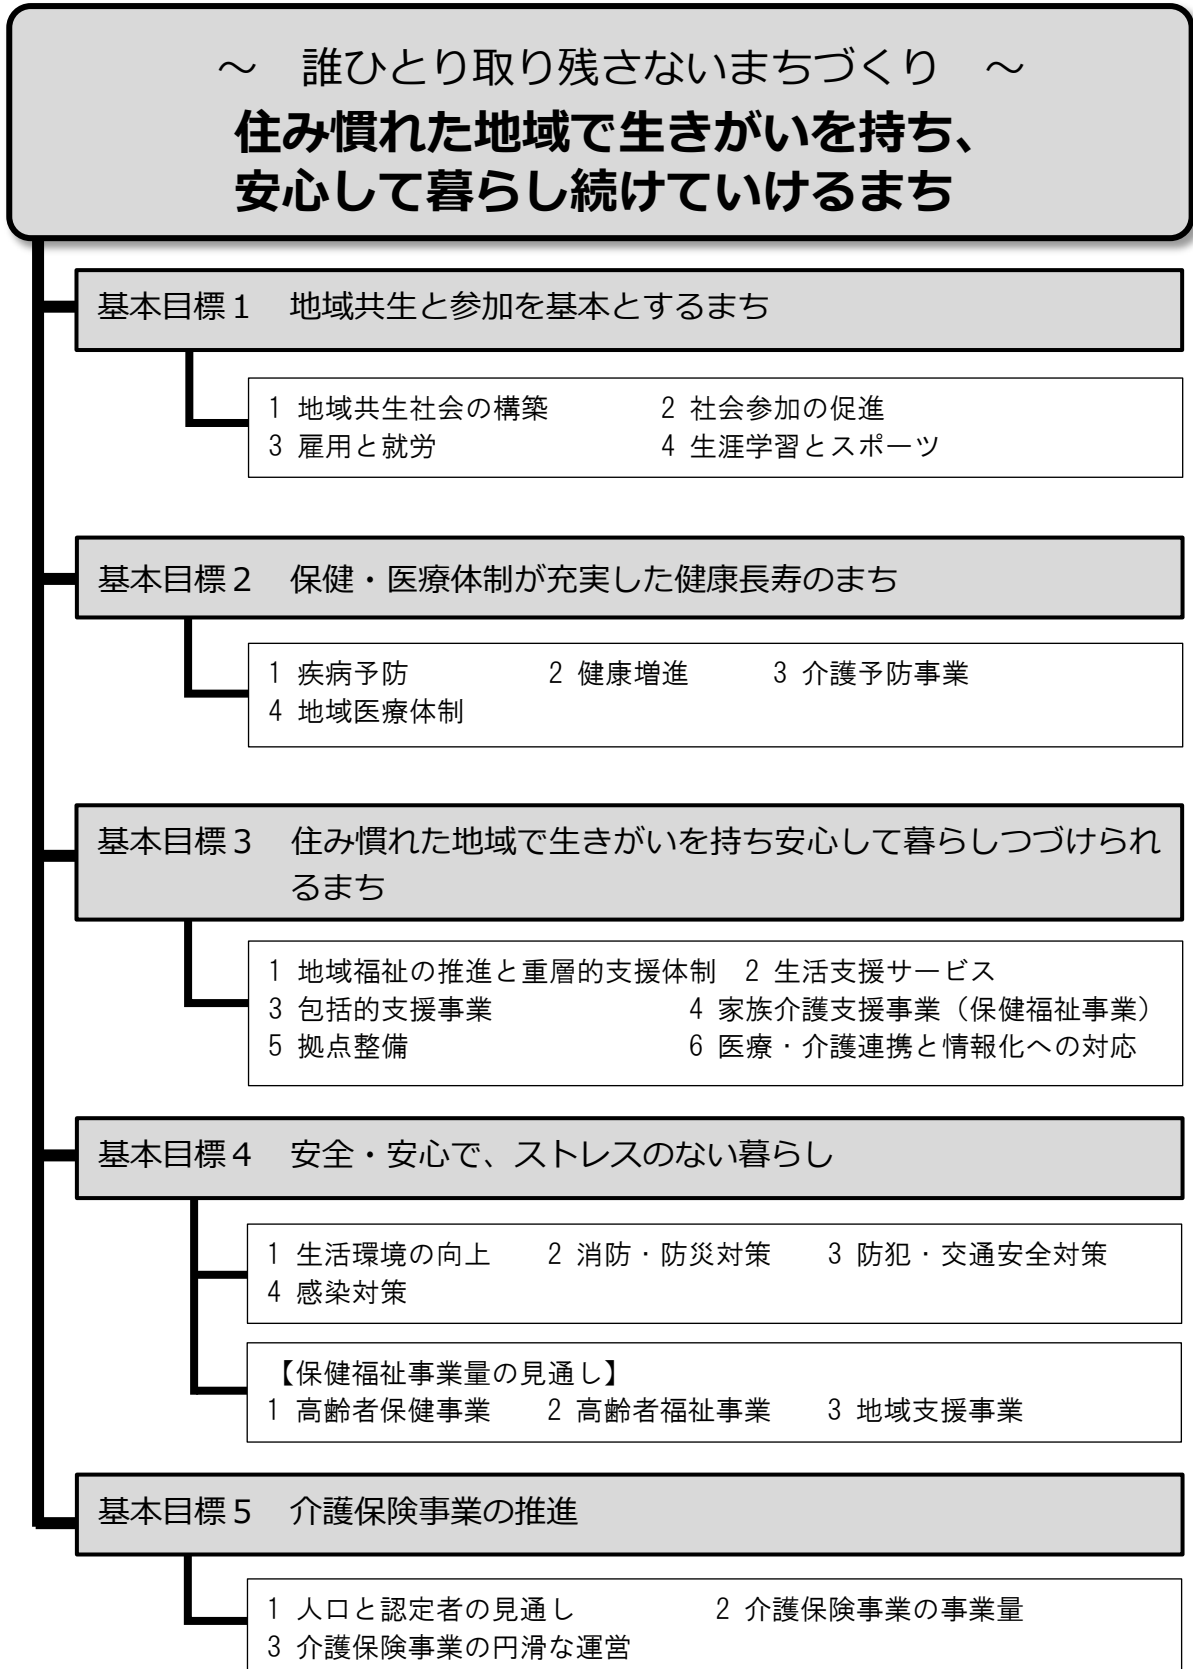 ～　誰ひとり取り残さないまちづくり　～
住み慣れた地域で生きがいを持ち、
安心して暮らし続けていけるまち
基本目標１　地域共生と参加を基本とするまち
1 地域共生社会の構築　2 社会参加の促進
3 雇用と就労　4 生涯学習とスポーツ
基本目標２　保健・医療体制が充実した健康長寿のまち
1 疾病予防　2 健康増進　3 介護予防事業
4 地域医療体制
基本目標３　住み慣れた地域で生きがいを持ち安心して暮らしつづけられ
るまち
1 地域福祉の推進と重層的支援体制　2 生活支援サービス
3 包括的支援事業　4 家族介護支援事業（保健福祉事業）
5 拠点整備　6 医療・介護連携と情報化への対応
基本目標４　安全・安心で、ストレスのない暮らし
1 生活環境の向上　2 消防・防災対策　3 防犯・交通安全対策
4 感染対策
【保健福祉事業量の見通し】
1 高齢者保健事業　2 高齢者福祉事業　3 地域支援事業
基本目標５　介護保険事業の推進
1 人口と認定者の見通し　2 介護保険事業の事業量
3 介護保険事業の円滑な運営